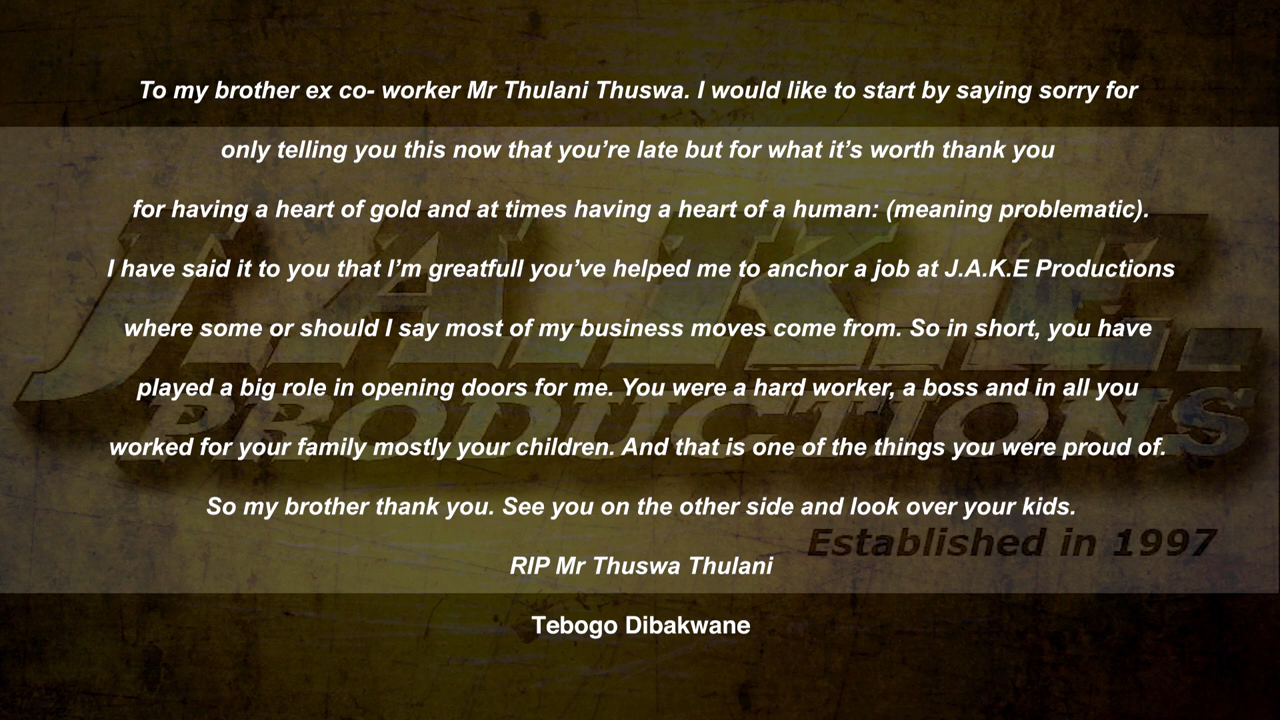 To my brother ex co- worker Mr Thulani Thuswa. I would like to start by saying sorry for
only telling you this now that you’re late but for what it’s worth thank you
for having a heart of gold and at times having a heart of a human: (meaning problematic).
I have said it to you that I’m greatfull you’ve helped me to anchor a job at J.A.K.E Productions
where some or should I say most of my business moves come from. So in short, you have
played a big role in opening doors for me. You were a hard worker, a boss and in all you
worked for your family mostly your children. And that is one of the things you were proud of.
So my brother thank you. See you on the other side and look over your kids.
RIP Mr Thuswa Thulani
Tebogo Dibakwane
J.A.K.E.
PRODUCTIONS
Established in 1997